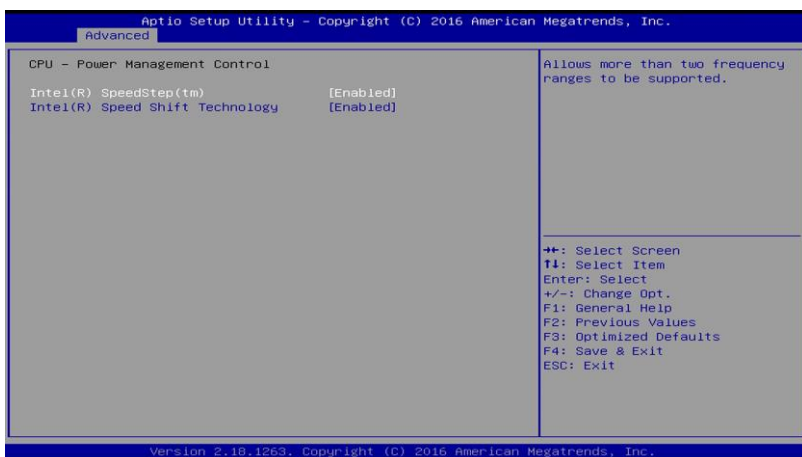 Aptio Setup Utility – Copyright (C) 2016 American Megatrends, Inc.
Advanced
CPU – Power Management Control
Intel(R) SpeedStep(tm) [Enabled]
Intel(R) Speed Shift Technology [Enabled]
Allows more than two frequency
ranges to be supported.
→←: Select Screen
↑↓: Select Item
Enter: Select
+/-: Change Opt.
F1: General Help
F2: Previous Values
F3: Optimized Defaults
F4: Save & Exit
ESC: Exit
Version 2.18.1263. Copyright (C) 2016 American Megatrends, Inc.